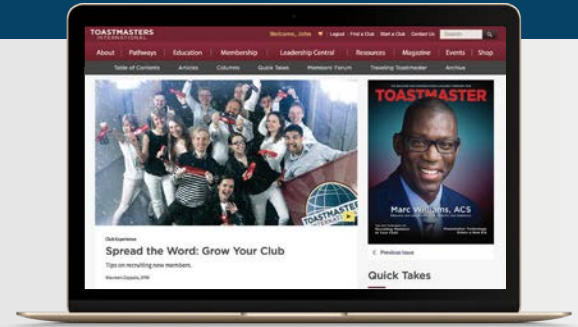 TOASTMASTERS
INTERNATIONAL
Welcome, John Logout Find a Club Start a Club Contact Us Search
About Pathways Education Membership Leadership Central Resources Magazine Events Shop
Table of Contents Articles Columns Quick Takes Members' Forum Traveling Toastmaster Archive
TOASTMASTER
Marc Williams, ACS
TOASTMASTERS
INTERNATIONAL
Club Experience
Spread the Word: Grow Your Club
Tips on recruiting new members.
Previous Issue
Quick Takes